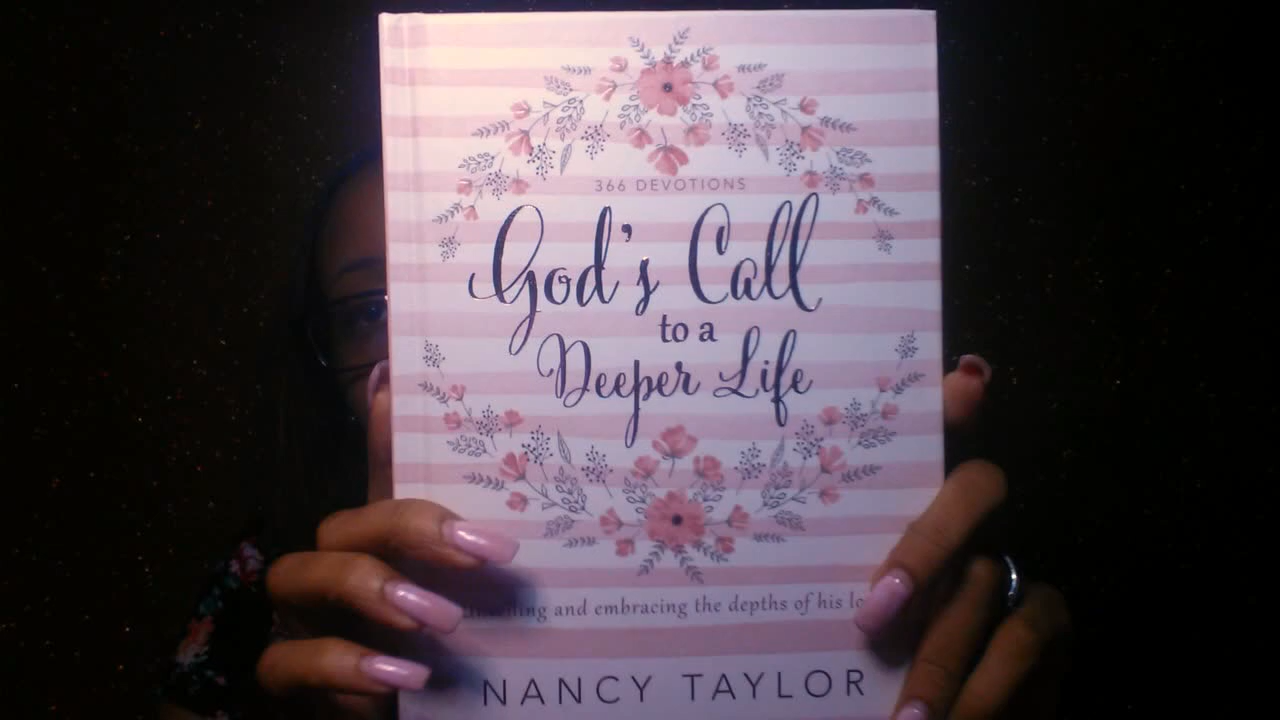 366 DEVOTIONS
God's Call
to a
Deeper Life
and embracing the depths of his
NANCY TAYLOR